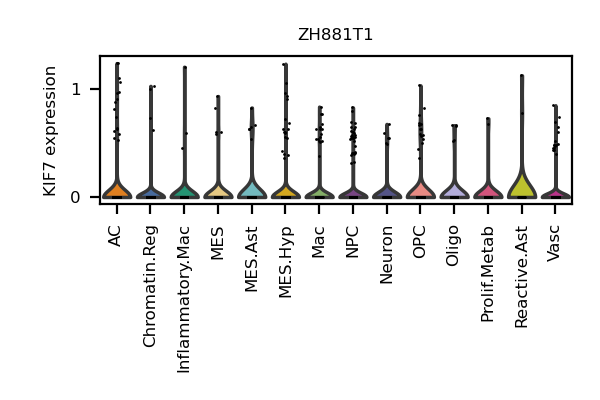 ZH881T1
KIF7 expression
1
0
AC
Chromatin.Reg
Inflammatory.Mac
MES
MES.Ast
MES.Hyp
Mac
NPC
Neuron
OPC
Oligo
Prolif.Metab
Reactive.Ast
Vasc